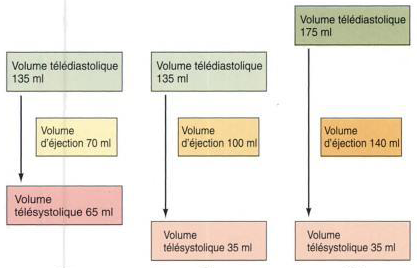 Volume télédiastolique
135 ml
Volume
d'éjection 70 ml
Volume
télésystolique 65 ml
Volume télédiastolique
135 ml
Volume
d'éjection 100 ml
Volume
télésystolique 35 ml
Volume télédiastolique
175 ml
Volume
d'éjection 140 ml
Volume
télésystolique 35 ml